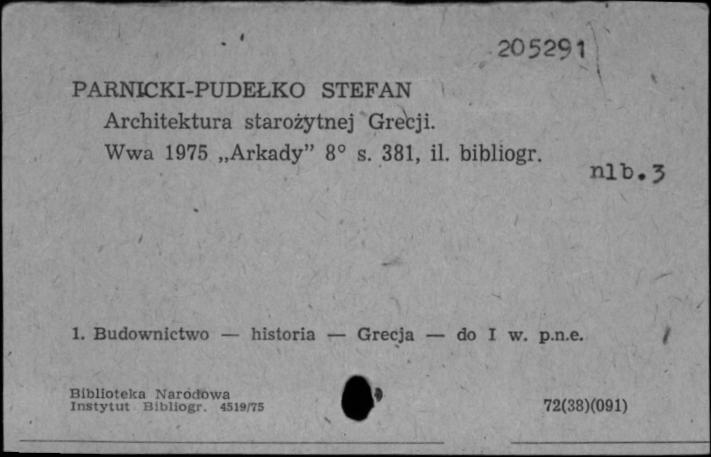 205291
PARNICKI-PUDEŁKO STEFAN
Architektura starożytnej Grecji.
Wwa 1975 „Arkady” 8° s. 381, il. bibliogr.
nlb.3
1. Budownictwo — historia — Grecja — do I w. p.n.e.
Biblioteka Narodowa
Instytut Bibliogr. 4519/75
72(38)(091)